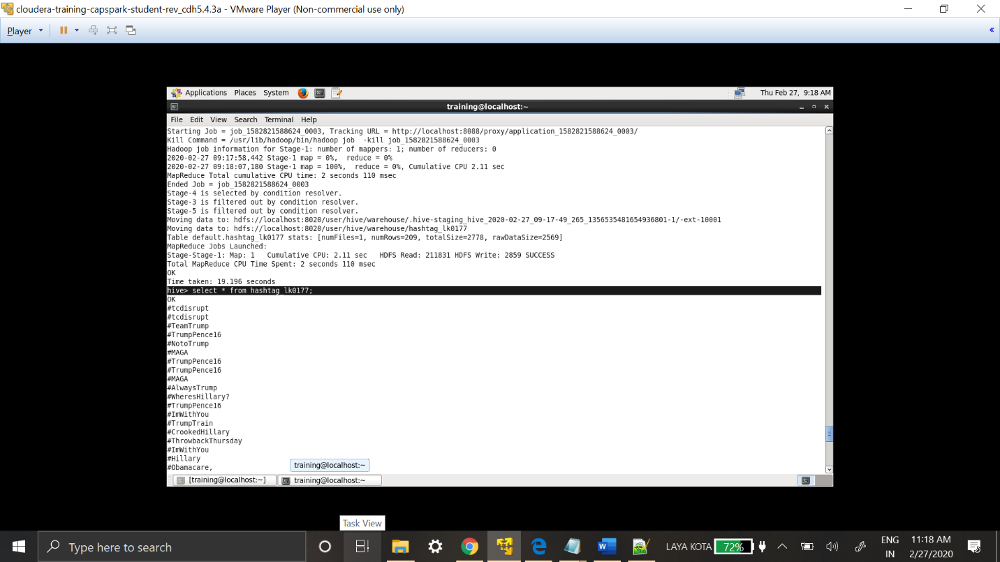 cloudera-training-capspark-student-rev_cdh5.4.3a - VMware Player (Non-commercial use only)
Player
Applications Places System Thu Feb 27, 9:18 AM
training@localhost:~
File Edit View Search Terminal Help
Starting Job = job_1582821588624_0003, Tracking URL = http://localhost:8088/proxy/application_1582821588624_0003/
Kill Command = /usr/lib/hadoop/bin/hadoop job  -kill job_1582821588624_0003
Hadoop job information for Stage-1: number of mappers: 1; number of reducers: 0
2020-02-27 09:17:58,442 Stage-1 map = 0%,  reduce = 0%
2020-02-27 09:18:07,180 Stage-1 map = 100%,  reduce = 0%, Cumulative CPU 2.11 sec
MapReduce Total cumulative CPU time: 2 seconds 110 msec
Ended Job = job_1582821588624_0003
Stage-4 is selected by condition resolver.
Stage-3 is filtered out by condition resolver.
Stage-5 is filtered out by condition resolver.
Moving data to: hdfs://localhost:8020/user/hive/warehouse/.hive-staging_hive_2020-02-27_09-17-49_265_1356535481654936801-1/-ext-10001
Moving data to: hdfs://localhost:8020/user/hive/warehouse/hashtag_lk0177
Table default.hashtag_lk0177 stats: [numFiles=1, numRows=209, totalSize=2778, rawDataSize=2569]
MapReduce Jobs Launched:
Stage-Stage-1: Map: 1   Cumulative CPU: 2.11 sec   HDFS Read: 211831 HDFS Write: 2859 SUCCESS
Total MapReduce CPU Time Spent: 2 seconds 110 msec
OK
Time taken: 19.196 seconds
hive> select * from hashtag_lk0177;
OK
#tcdisrupt
#tcdisrupt
#TeamTrump
#TrumpPence16
#NotoTrump
#MAGA
#TrumpPence16
#TrumpPence16
#MAGA
#AlwaysTrump
#WheresHillary?
#TrumpPence16
#ImWithYou
#TrumpTrain
#CrookedHillary
#ThrowbackThursday
#ImWithYou
#Hillary
#Obamacare,
training@localhost:~
[training@localhost:~] training@localhost:~
Task View
Type here to search
LAYA KOTA 72%
ENG
IN
11:18 AM
2/27/2020